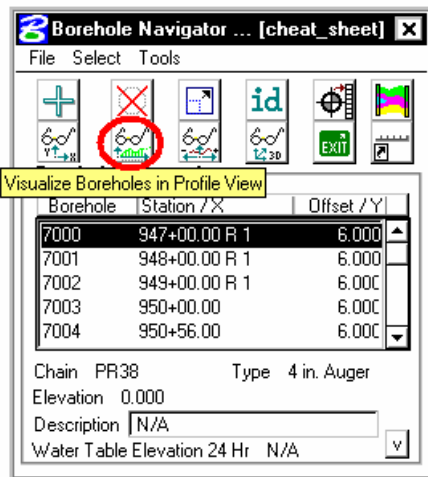 Borehole Navigator ... [cheat_sheet]
File Select Tools
id
Y X 3D EXIT
Visualize Boreholes in Profile View
Borehole Station / X Offset / Y
7000 947+00.00 R 1 6.000
7001 948+00.00 R 1 6.000
7002 949+00.00 R 1 6.000
7003 950+00.00 6.000
7004 950+56.00 6.000
Chain PR38 Type 4 in. Auger
Elevation 0.000
Description N/A
Water Table Elevation 24 Hr N/A v